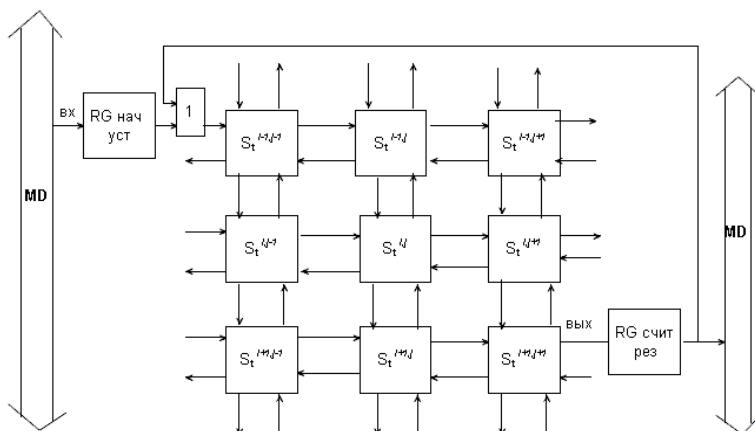 вх
RG нач
уст
1
MD
S_t^{i-1,j-1}
S_t^{i-1,j}
S_t^{i-1,j+1}
S_t^{i,j-1}
S_t^{i,j}
S_t^{i,j+1}
MD
S_t^{i+1,j-1}
S_t^{i+1,j}
S_t^{i+1,j+1}
вых
RG счит
рез